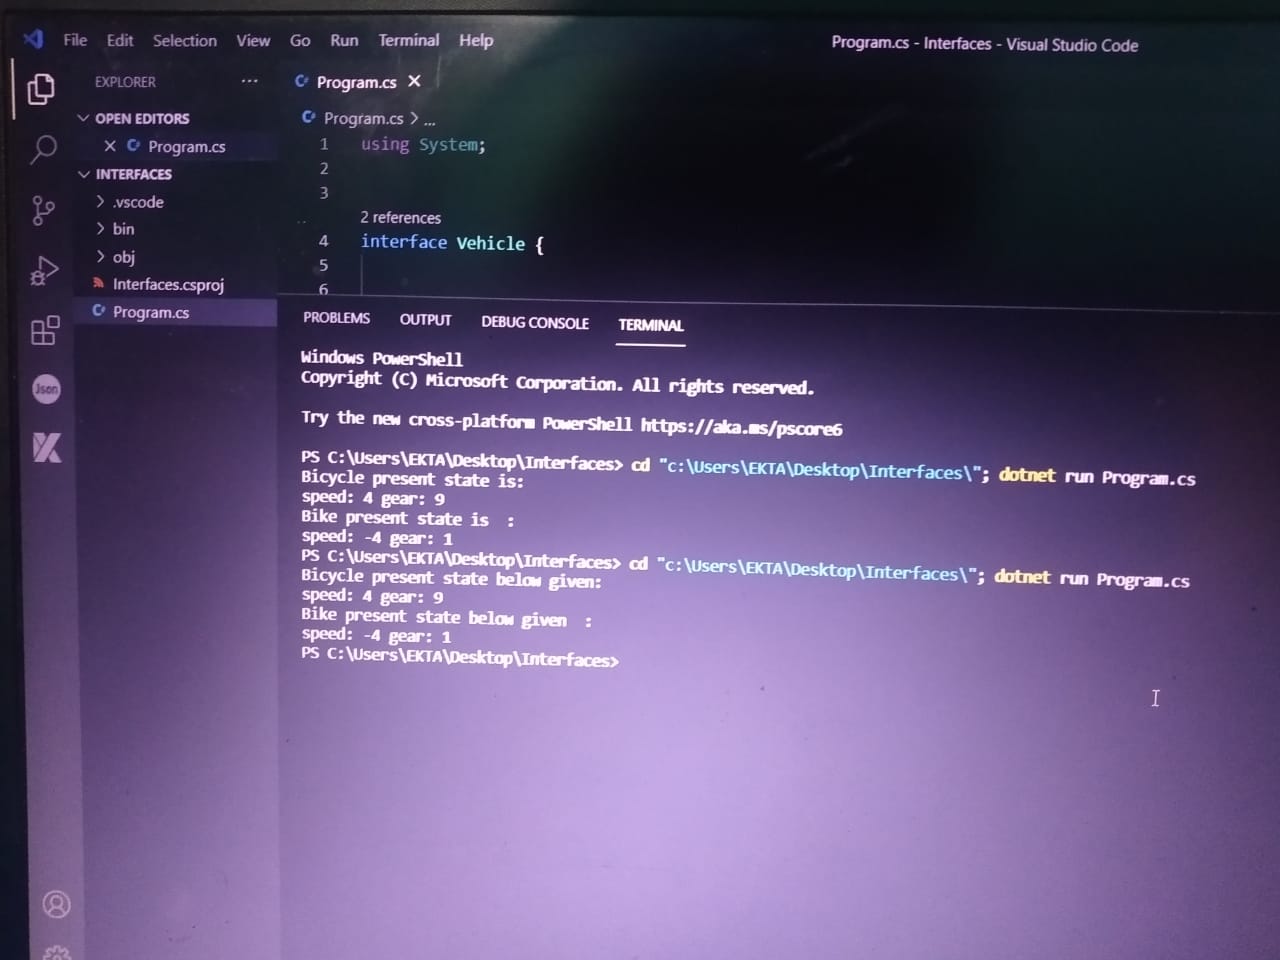 File Edit Selection View Go Run Terminal Help
Program.cs - Interfaces - Visual Studio Code
EXPLORER ...
Program.cs
OPEN EDITORS
Program.cs
INTERFACES
.vscode
bin
obj
Interfaces.csproj
Program.cs
Json
Program.cs > ...
1 using System;
2
3
2 references
4 interface Vehicle {
5
6
PROBLEMS OUTPUT DEBUG CONSOLE TERMINAL
Windows PowerShell
Copyright (C) Microsoft Corporation. All rights reserved.
Try the new cross-platform PowerShell https://aka.ms/pscore6
PS C:\Users\EKTA\Desktop\Interfaces> cd "c:\Users\EKTA\Desktop\Interfaces\"; dotnet run Program.cs
Bicycle present state is:
speed: 4 gear: 9
Bike present state is  :
speed: -4 gear: 1
PS C:\Users\EKTA\Desktop\Interfaces> cd "c:\Users\EKTA\Desktop\Interfaces\"; dotnet run Program.cs
Bicycle present state below given:
speed: 4 gear: 9
Bike present state below given  :
speed: -4 gear: 1
PS C:\Users\EKTA\Desktop\Interfaces>